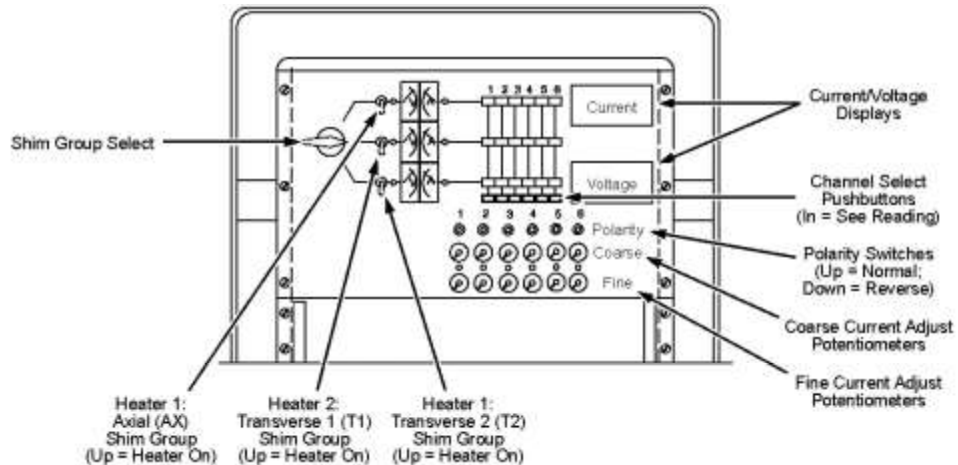 1 2 3 4 5 6
Current
Current/Voltage
Displays
Shim Group Select
Voltage
Channel Select
Pushbuttons
(In = See Reading)
1 2 3 4 5 6
Polarity
Coarse
Fine
Polarity Switches
(Up = Normal;
Down = Reverse)
Coarse Current Adjust
Potentiometers
Fine Current Adjust
Potentiometers
Heater 1:
Axial (AX)
Shim Group
(Up = Heater On)
Heater 2:
Transverse 1 (T1)
Shim Group
(Up = Heater On)
Heater 1:
Transverse 2 (T2)
Shim Group
(Up = Heater On)